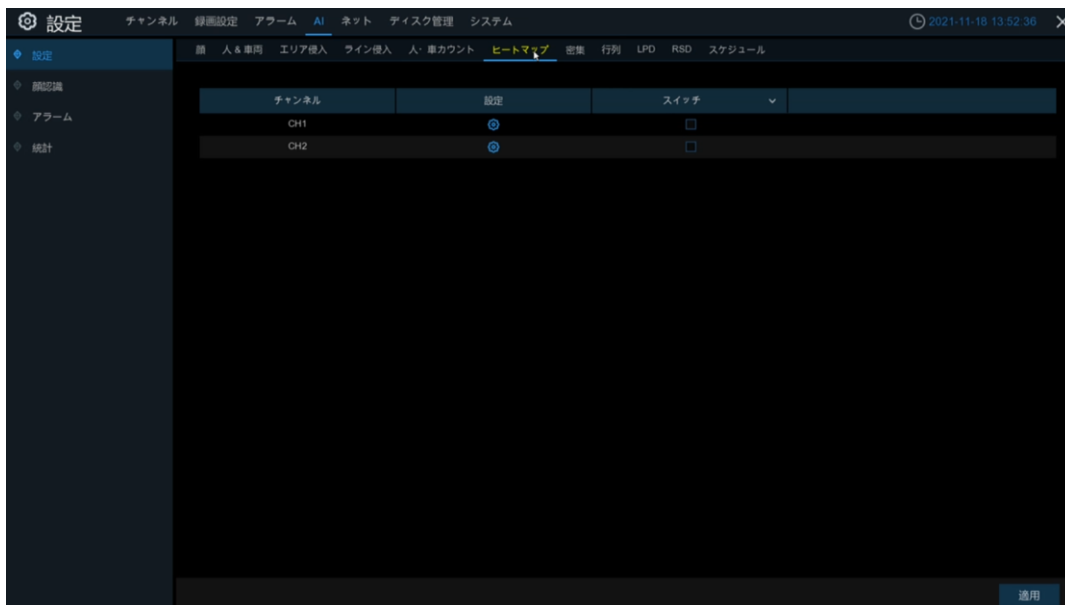 設定 チャンネル 録画設定 アラーム AI ネット ディスク管理 システム 2021-11-18 13:52:36
設定 顔 人&車両 エリア侵入 ライン侵入 人・車カウント ヒートマップ 密集 行列 LPD RSD スケジュール
顔認識
チャンネル 設定 スイッチ
アラーム CH1
統計 CH2
適用